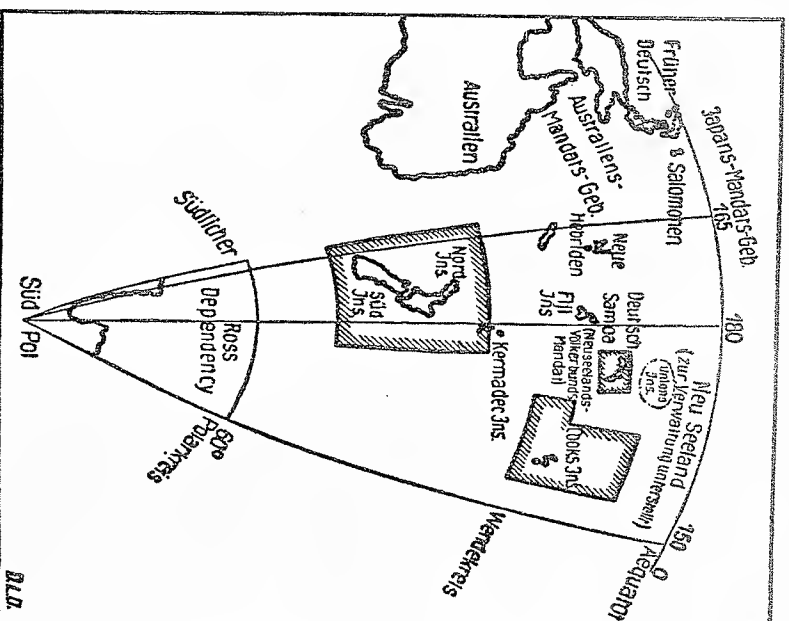 Japans-Mandats-Geb.
165
180
150
0
Aequator
Früher
Deutsch
Salomonen
Australiens-
Mandats-Geb.
Australien
Neue
Hebriden
Fiji
Jns
Deutsch
Samoa
(Neuseelands-
Völkerbunds-
Mandat)
Neu Seeland
(zur Verwaltung unterstellt)
Union
Jns.
Cooks Jns
Kermadec Jns.
Nord
Jns.
Süd
Jns.
Wendekreis
Südlicher
60°
Polarkreis
Ross
Dependency
Süd Pol